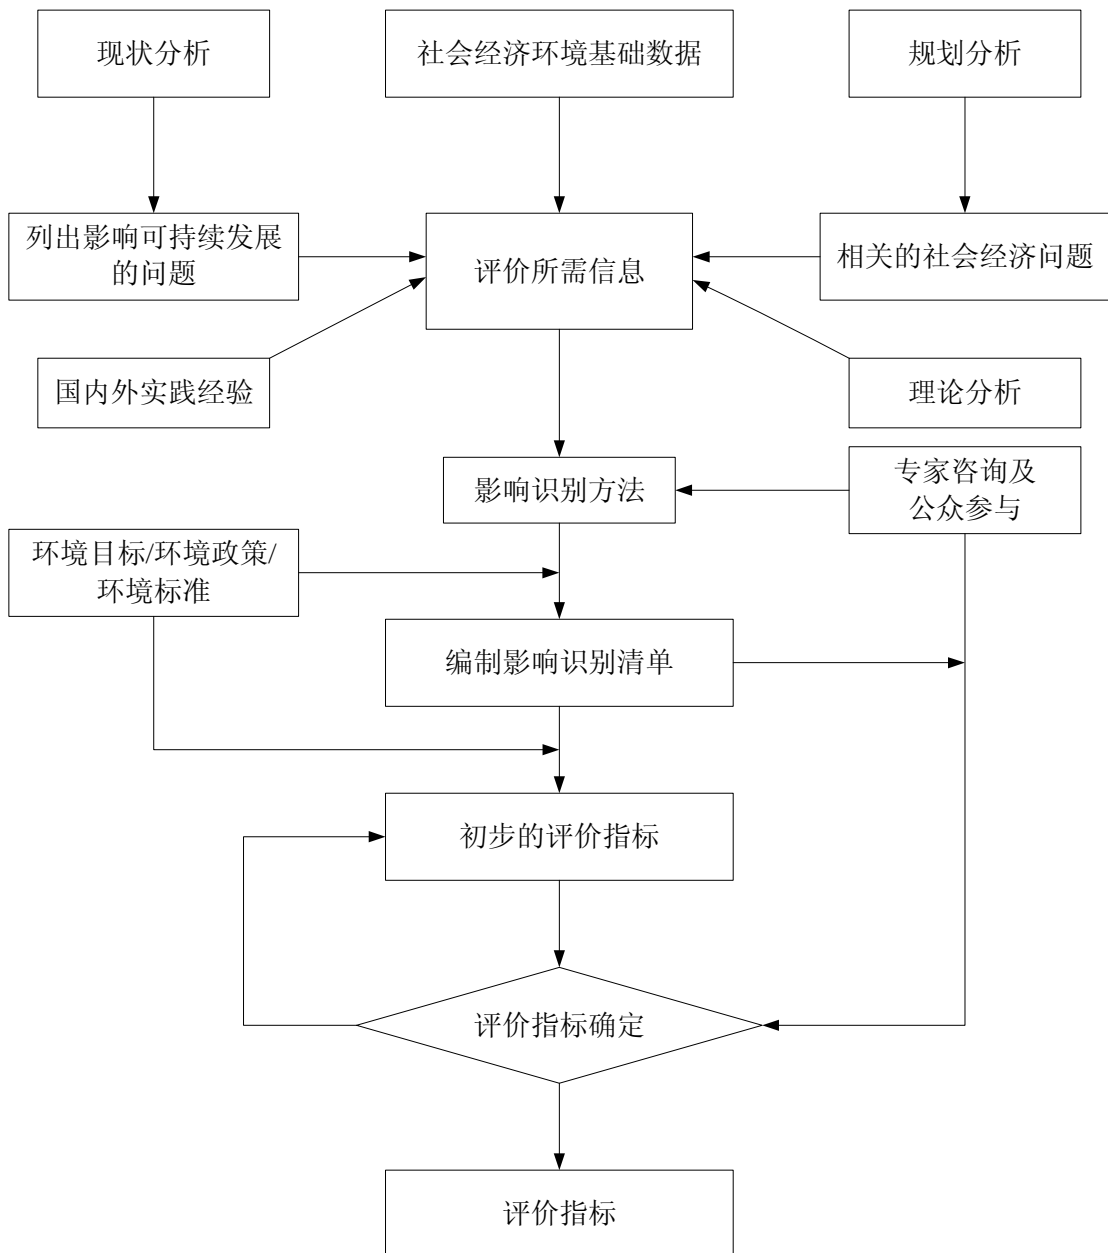 现状分析
社会经济环境基础数据
规划分析
列出影响可持续发展
的问题
评价所需信息
相关的社会经济问题
国内外实践经验
理论分析
影响识别方法
专家咨询及
公众参与
环境目标/环境政策/
环境标准
编制影响识别清单
初步的评价指标
评价指标确定
评价指标